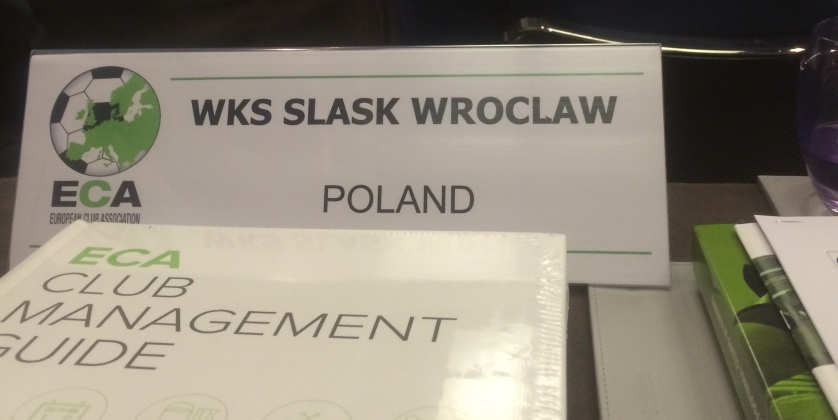 WKS SLASK WROCLAW
ECA
EUROPEAN CLUB ASSOCIATION
POLAND
ECA
CLUB
MANAGEMENT
GUIDE